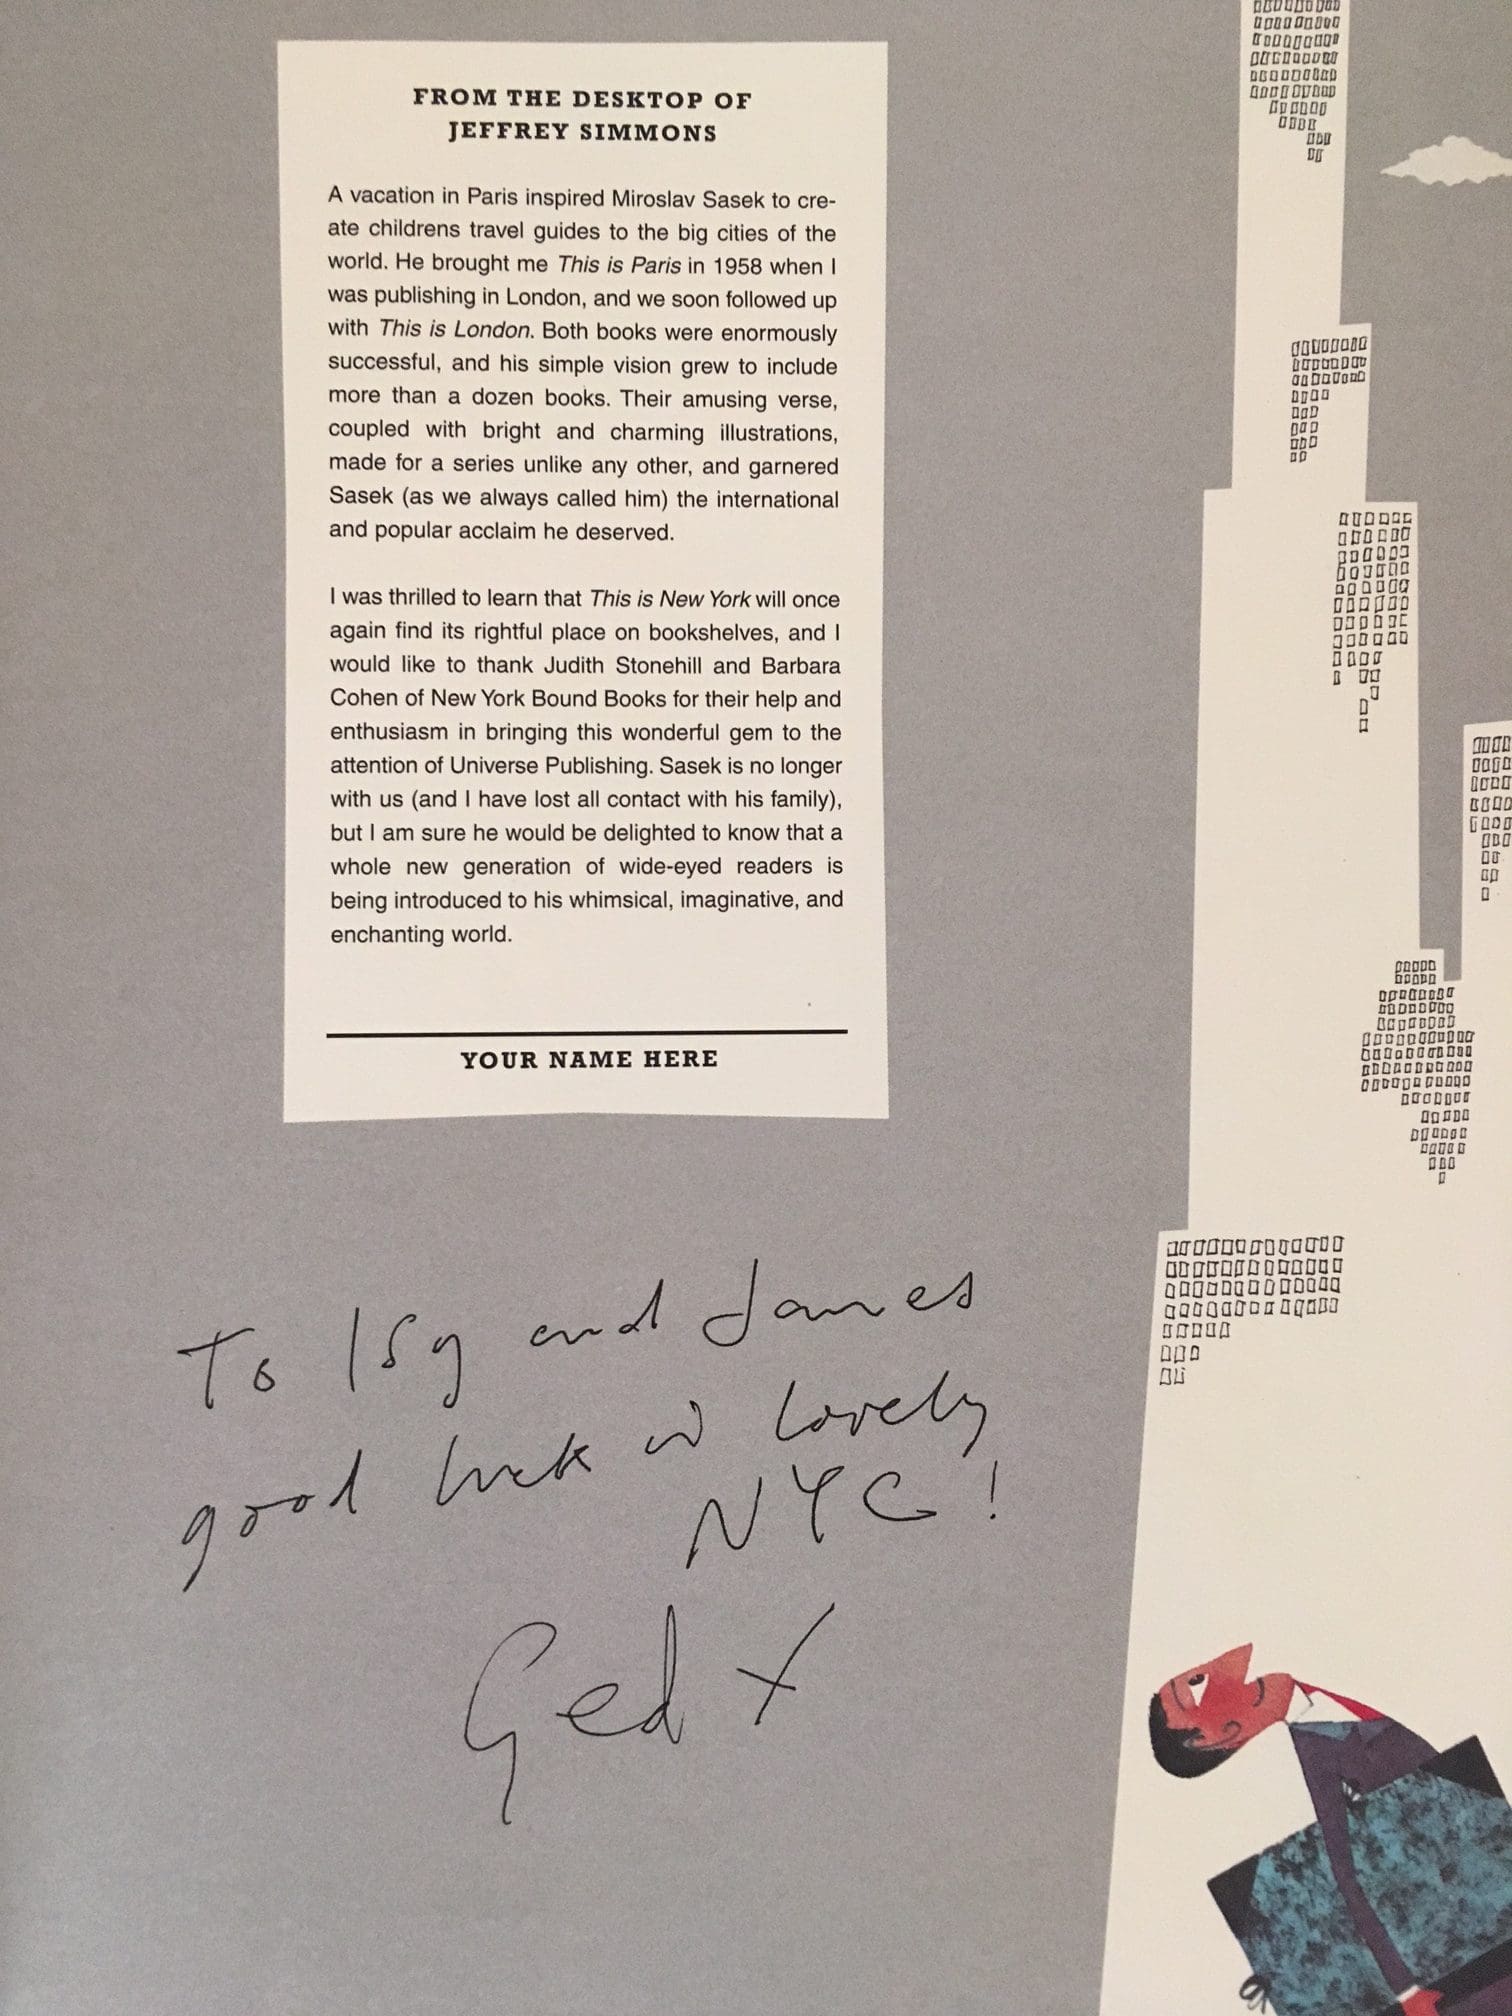 FROM THE DESKTOP OF
JEFFREY SIMMONS
A vacation in Paris inspired Miroslav Sasek to cre-
ate childrens travel guides to the big cities of the
world. He brought me This is Paris in 1958 when I
was publishing in London, and we soon followed up
with This is London. Both books were enormously
successful, and his simple vision grew to include
more than a dozen books. Their amusing verse,
coupled with bright and charming illustrations,
made for a series unlike any other, and garnered
Sasek (as we always called him) the international
and popular acclaim he deserved.
I was thrilled to learn that This is New York will once
again find its rightful place on bookshelves, and I
would like to thank Judith Stonehill and Barbara
Cohen of New York Bound Books for their help and
enthusiasm in bringing this wonderful gem to the
attention of Universe Publishing. Sasek is no longer
with us (and I have lost all contact with his family),
but I am sure he would be delighted to know that a
whole new generation of wide-eyed readers is
being introduced to his whimsical, imaginative, and
enchanting world.
YOUR NAME HERE
To Isy and James
good luck in lovely
NYC!
Ged x